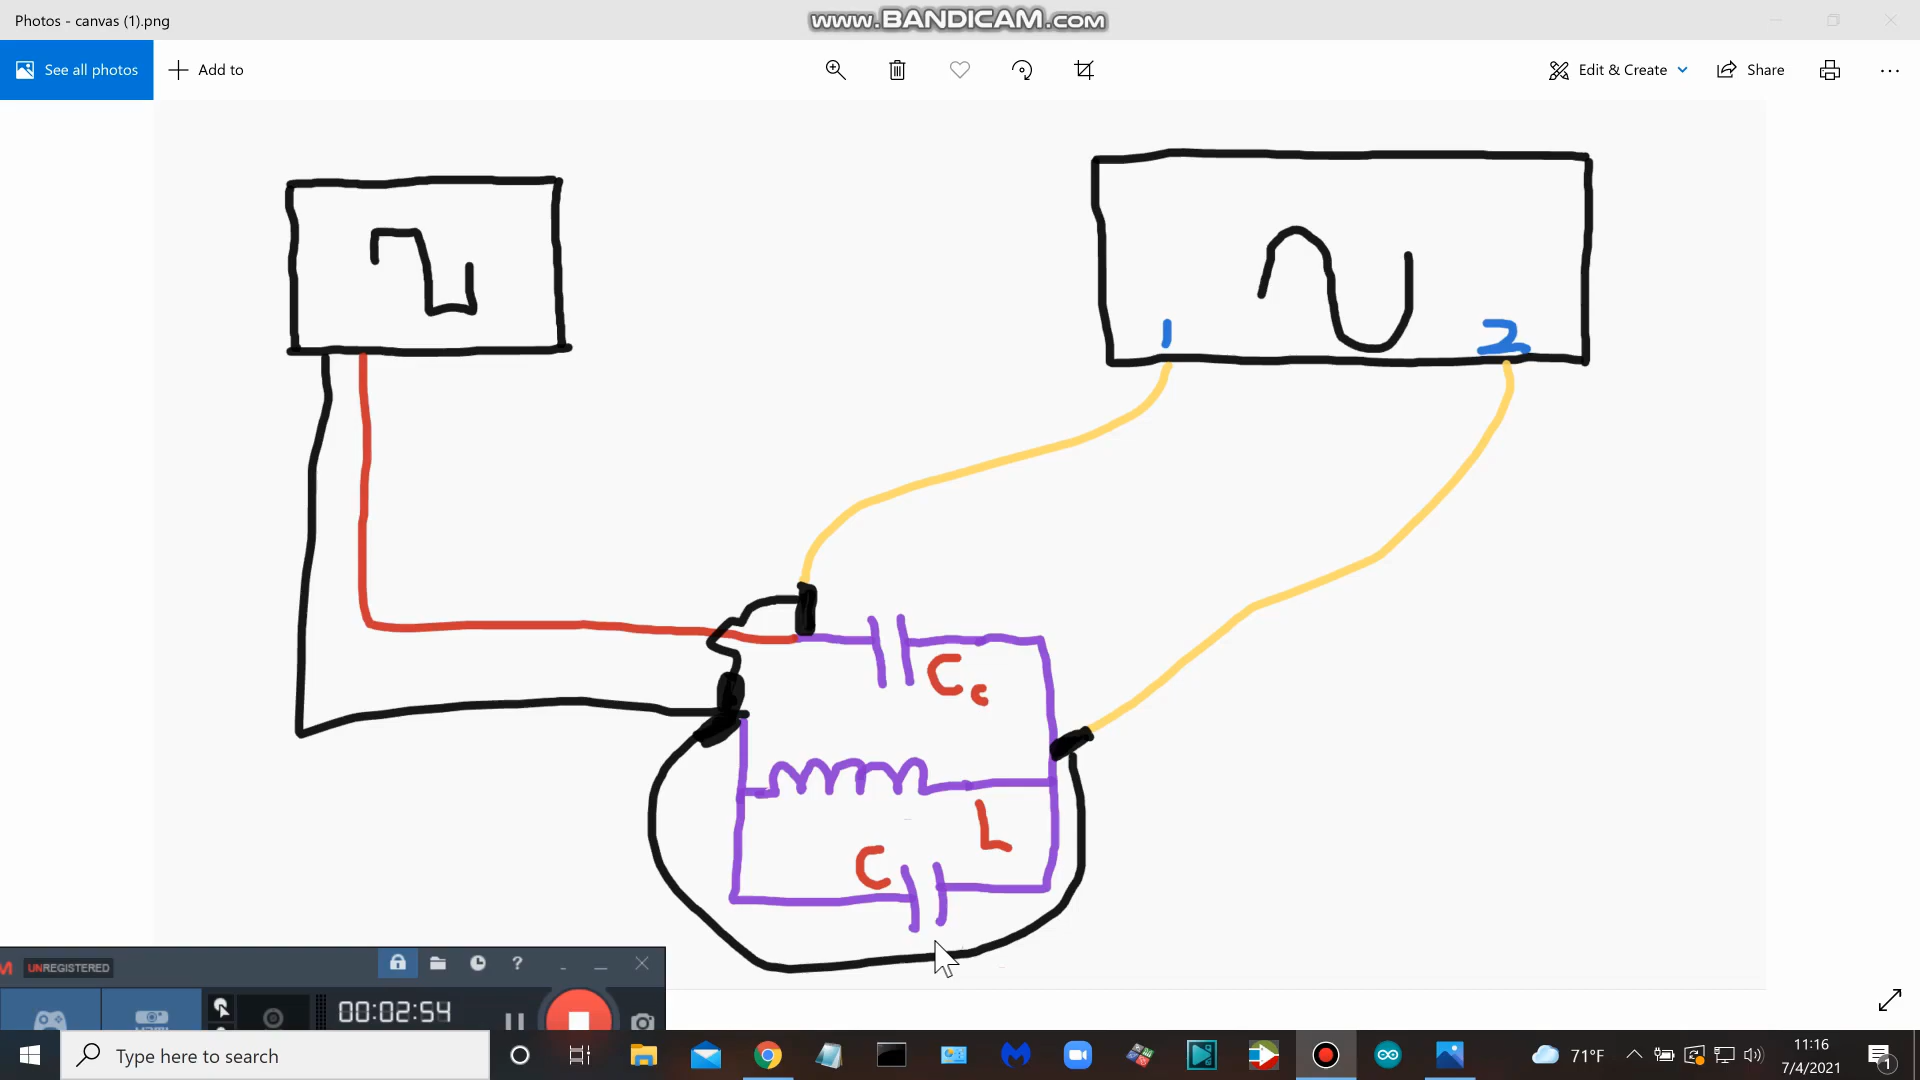 Photos - canvas (1).png
www.BANDICAM.com
See all photos
Add to
Edit & Create
Share
1
2
Cc
L
C
UNREGISTERED
?
00:02:54
Type here to search
71°F
11:16
7/4/2021
1